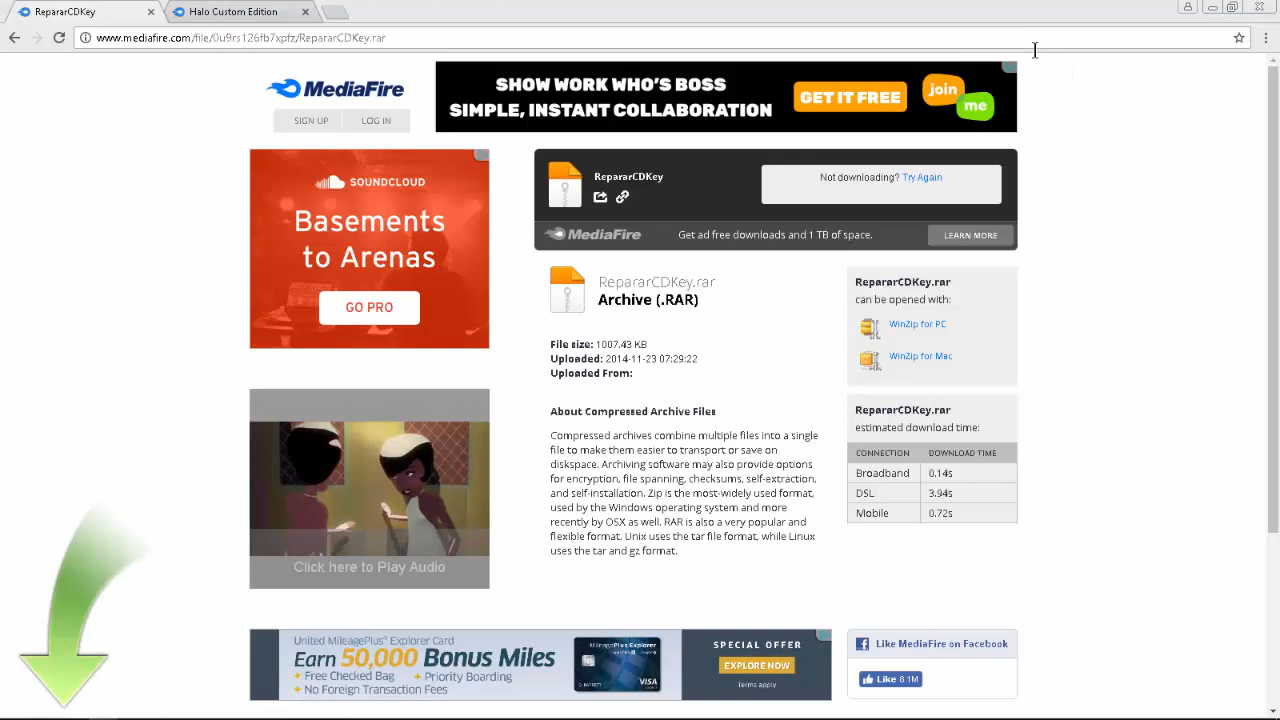 RepararCDKey
Halo Custom Edition
www.mediafire.com/file/0u9rs126fb7xpfz/RepararCDKey.rar
MediaFire
SIGN UP
LOG IN
SHOW WORK WHO'S BOSS
SIMPLE, INSTANT COLLABORATION
GET IT FREE
join
me
SOUNDCLOUD
Basements
to Arenas
GO PRO
RepararCDKey
Not downloading? Try Again
MediaFire
Get ad free downloads and 1 TB of space.
LEARN MORE
RepararCDKey.rar
Archive (.RAR)
File size: 1007.43 KB
Uploaded: 2014-11-23 07:29:22
Uploaded From:
About Compressed Archive Files
Compressed archives combine multiple files into a single
file to make them easier to transport or save on
diskspace. Archiving software may also provide options
for encryption, file spanning, checksums, self-extraction,
and self-installation. Zip is the most-widely used format,
used by the Windows operating system and more
recently by OSX as well. RAR is also a very popular and
flexible format. Unix uses the tar file format, while Linux
uses the tar and gz format.
RepararCDKey.rar
can be opened with:
WinZip for PC
WinZip for Mac
RepararCDKey.rar
estimated download time:
CONNECTION DOWNLOAD TIME
Broadband 0.14s
DSL 3.94s
Mobile 0.72s
Click here to Play Audio
United MileagePlus® Explorer Card
Earn 50,000 Bonus Miles
+ Free Checked Bag + Priority Boarding
+ No Foreign Transaction Fees
MileagePlus Explorer
VISA
SPECIAL OFFER
EXPLORE NOW
Terms apply
Like MediaFire on Facebook
Like 8.1M